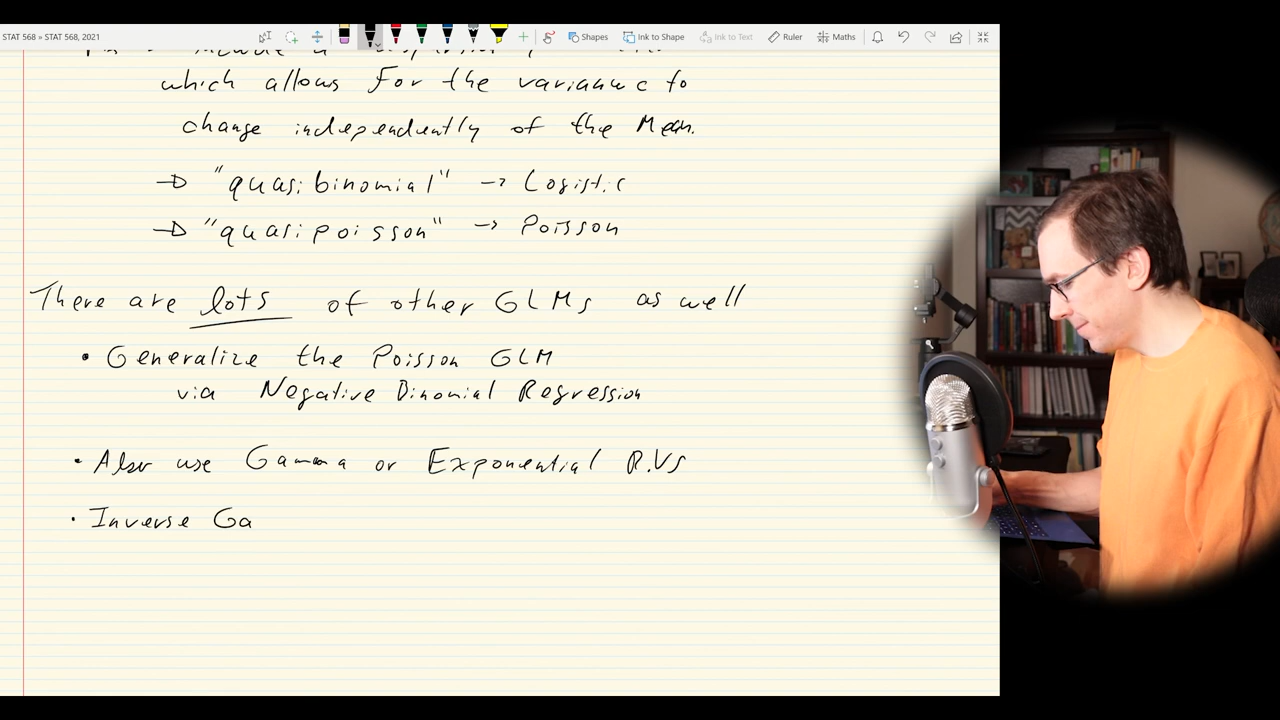 STAT 568 » STAT 568, 2021
Shapes
Ink to Shape
Ink to Text
Ruler
Maths
which allows for the variance to
change independently of the Mean.
→ "quasibinomial" → Logistic
→ "quasipoisson" → Poisson
There are lots of other GLMs as well
• Generalize the Poisson GLM
via Negative Binomial Regression
• Also use Gamma or Exponential R.Vs
• Inverse Ga